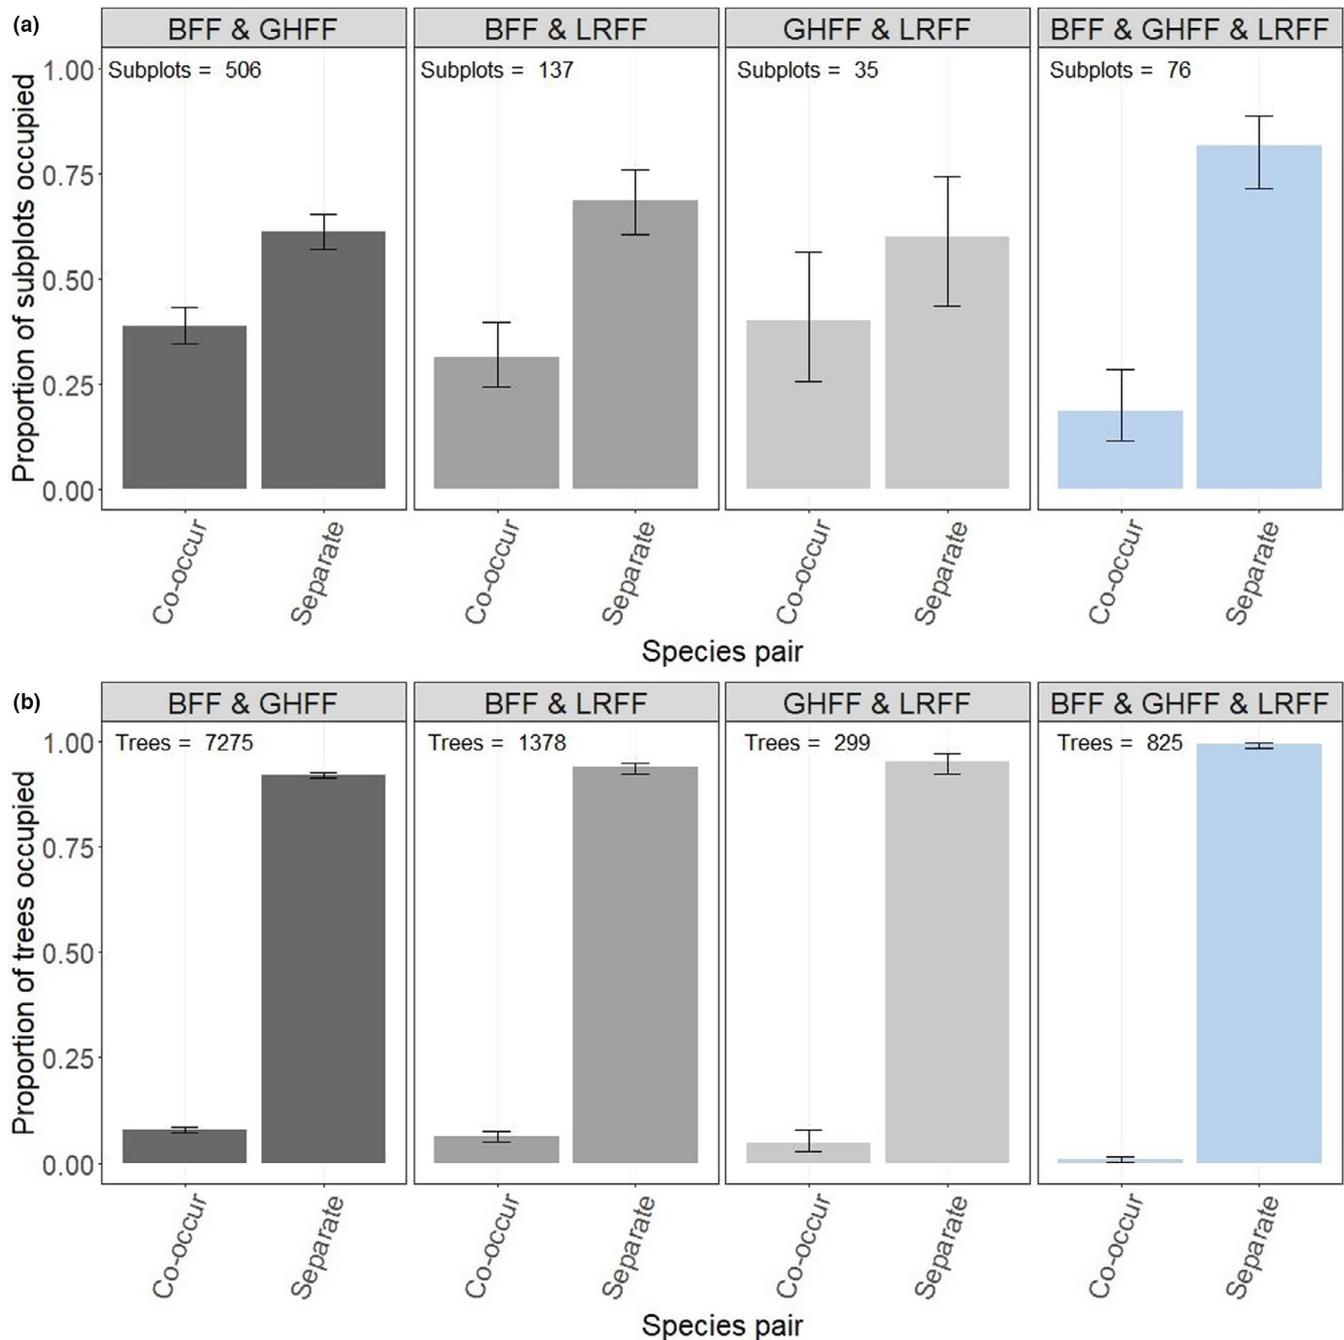 (a)
BFF & GHFF BFF & LRFF GHFF & LRFF BFF & GHFF & LRFF
Subplots = 506 Subplots = 137 Subplots = 35 Subplots = 76
Proportion of subplots occupied
1.00
0.75
0.50
0.25
0.00
Co-occur Separate Co-occur Separate Co-occur Separate Co-occur Separate
Species pair
(b)
BFF & GHFF BFF & LRFF GHFF & LRFF BFF & GHFF & LRFF
Trees = 7275 Trees = 1378 Trees = 299 Trees = 825
Proportion of trees occupied
1.00
0.75
0.50
0.25
0.00
Co-occur Separate Co-occur Separate Co-occur Separate Co-occur Separate
Species pair